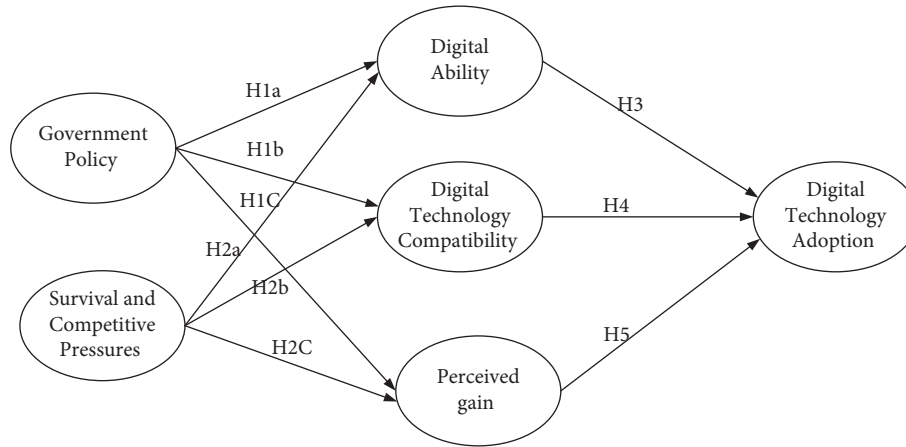 Digital
Ability
H1a
H3
Government
Policy
H1b
H1C
Digital
Technology
Compatibility
H4
Digital
Technology
Adoption
H2a
H2b
Survival and
Competitive
Pressures
H2C
H5
Perceived
gain